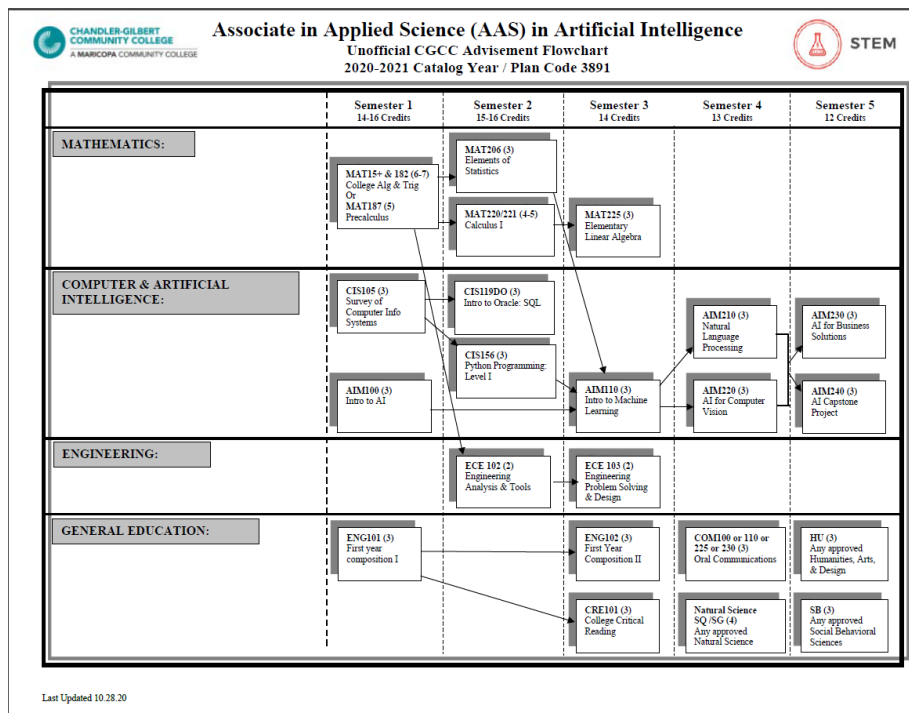 CHANDLER-GILBERT
COMMUNITY COLLEGE
A MARICOPA COMMUNITY COLLEGE
Associate in Applied Science (AAS) in Artificial Intelligence
Unofficial CGCC Advisement Flowchart
2020-2021 Catalog Year / Plan Code 3891
STEM
Semester 1
14-16 Credits
Semester 2
15-16 Credits
Semester 3
14 Credits
Semester 4
13 Credits
Semester 5
12 Credits
MATHEMATICS:
MAT15+ & 182 (6-7)
College Alg & Trig
Or
MAT187 (5)
Precalculus
MAT206 (3)
Elements of
Statistics
MAT220/221 (4-5)
Calculus I
MAT225 (3)
Elementary
Linear Algebra
COMPUTER & ARTIFICIAL
INTELLIGENCE:
CIS105 (3)
Survey of
Computer Info
Systems
AIM100 (3)
Intro to AI
CIS119DO (3)
Intro to Oracle: SQL
CIS156 (3)
Python Programming:
Level I
AIM110 (3)
Intro to Machine
Learning
AIM210 (3)
Natural
Language
Processing
AIM220 (3)
AI for Computer
Vision
AIM230 (3)
AI for Business
Solutions
AIM240 (3)
AI Capstone
Project
ENGINEERING:
ECE 102 (2)
Engineering
Analysis & Tools
ECE 103 (2)
Engineering
Problem Solving
& Design
GENERAL EDUCATION:
ENG101 (3)
First year
composition I
ENG102 (3)
First Year
Composition II
CRE101 (3)
College Critical
Reading
COM100 or 110 or
225 or 230 (3)
Oral Communications
Natural Science
SQ /SG (4)
Any approved
Natural Science
HU (3)
Any approved
Humanities, Arts,
& Design
SB (3)
Any approved
Social Behavioral
Sciences
Last Updated 10.28.20